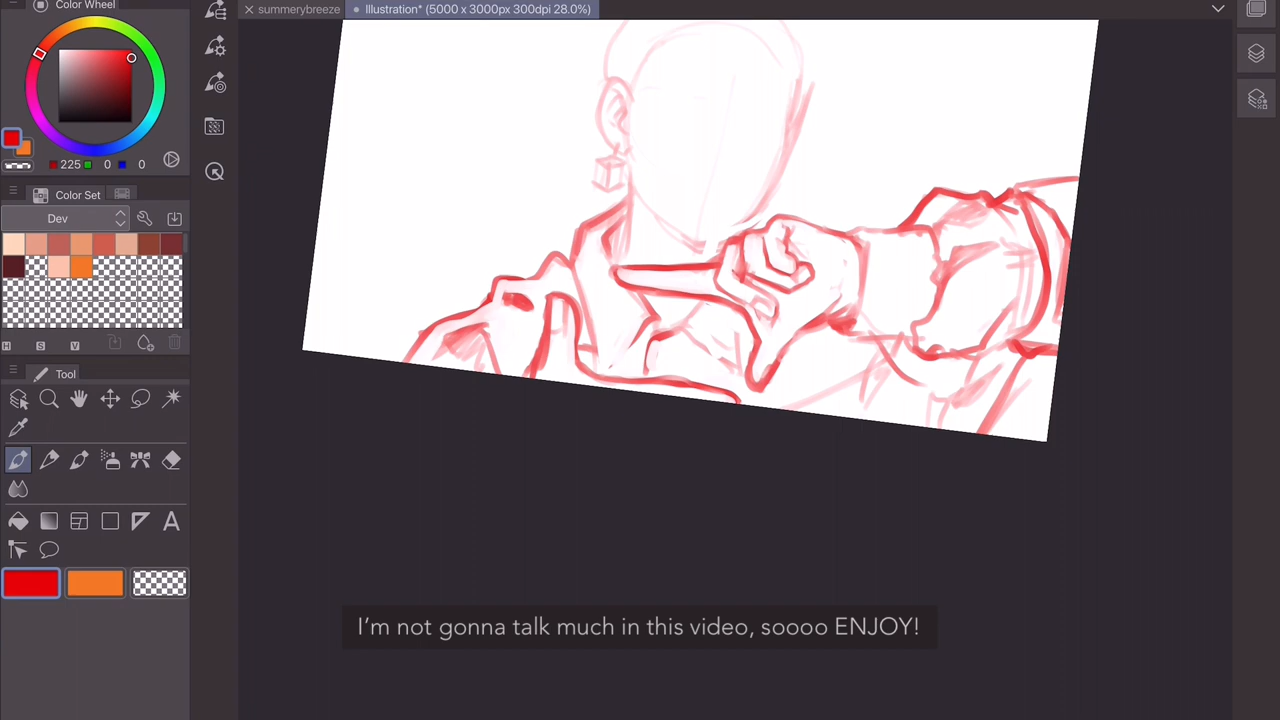 Color Wheel
summerybreeze
Illustration* (5000 x 3000px 300dpi 28.0%)
225 0 0
Color Set
Dev
H S V
Tool
A
I'm not gonna talk much in this video, soooo ENJOY!